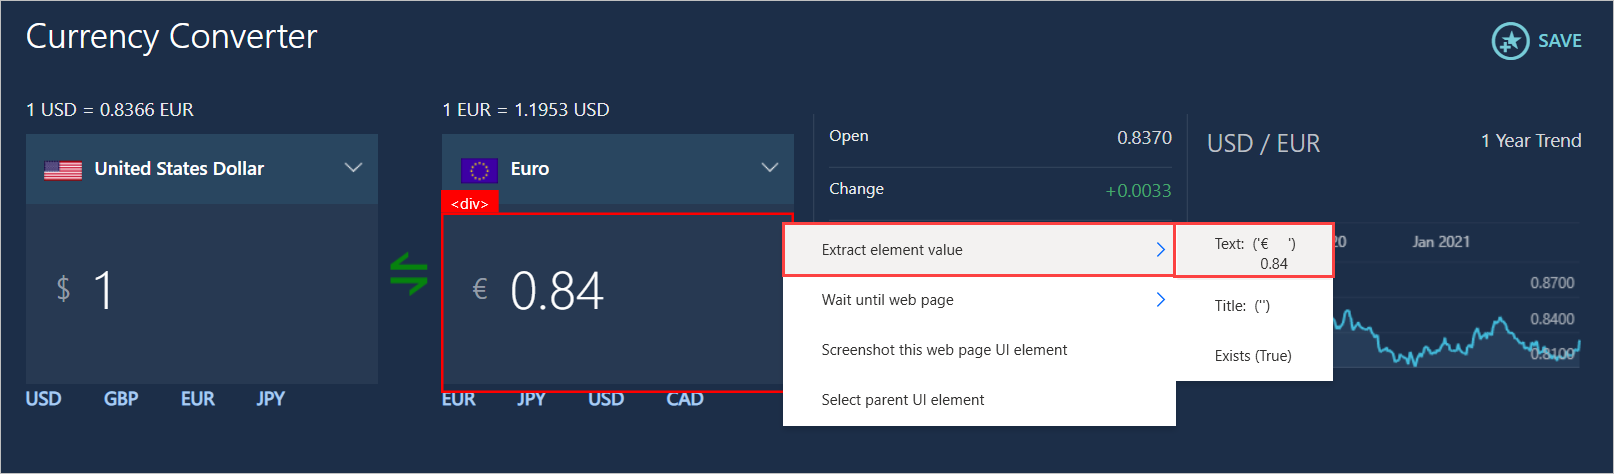 Currency Converter
SAVE
1 USD = 0.8366 EUR
United States Dollar
$ 1
USD GBP EUR JPY
1 EUR = 1.1953 USD
Euro
<div>
€ 0.84
EUR JPY USD CAD
Open 0.8370
Change +0.0033
USD / EUR 1 Year Trend
20 Jan 2021
0.8700
0.8400
0.8100
Extract element value
Wait until web page
Screenshot this web page UI element
Select parent UI element
Text: ('€ ')
0.84
Title: ('')
Exists (True)